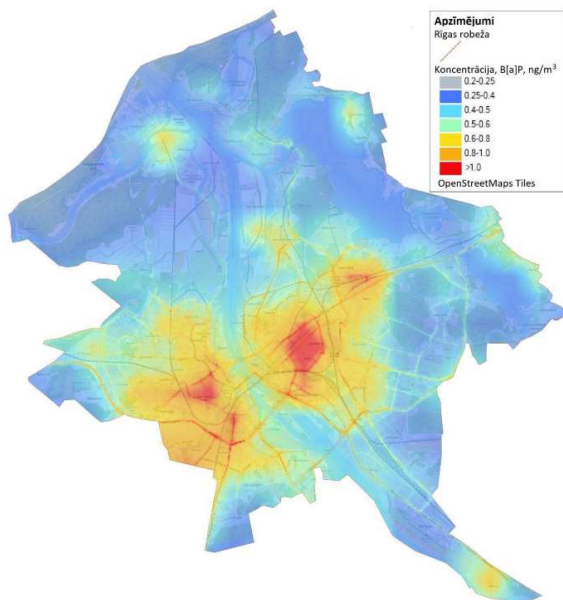 Apzīmējumi
Rīgas robeža
Koncentrācija, B[a]P, ng/m³
0.2-0.25
0.25-0.4
0.4-0.5
0.5-0.6
0.6-0.8
0.8-1.0
>1.0
OpenStreetMaps Tiles